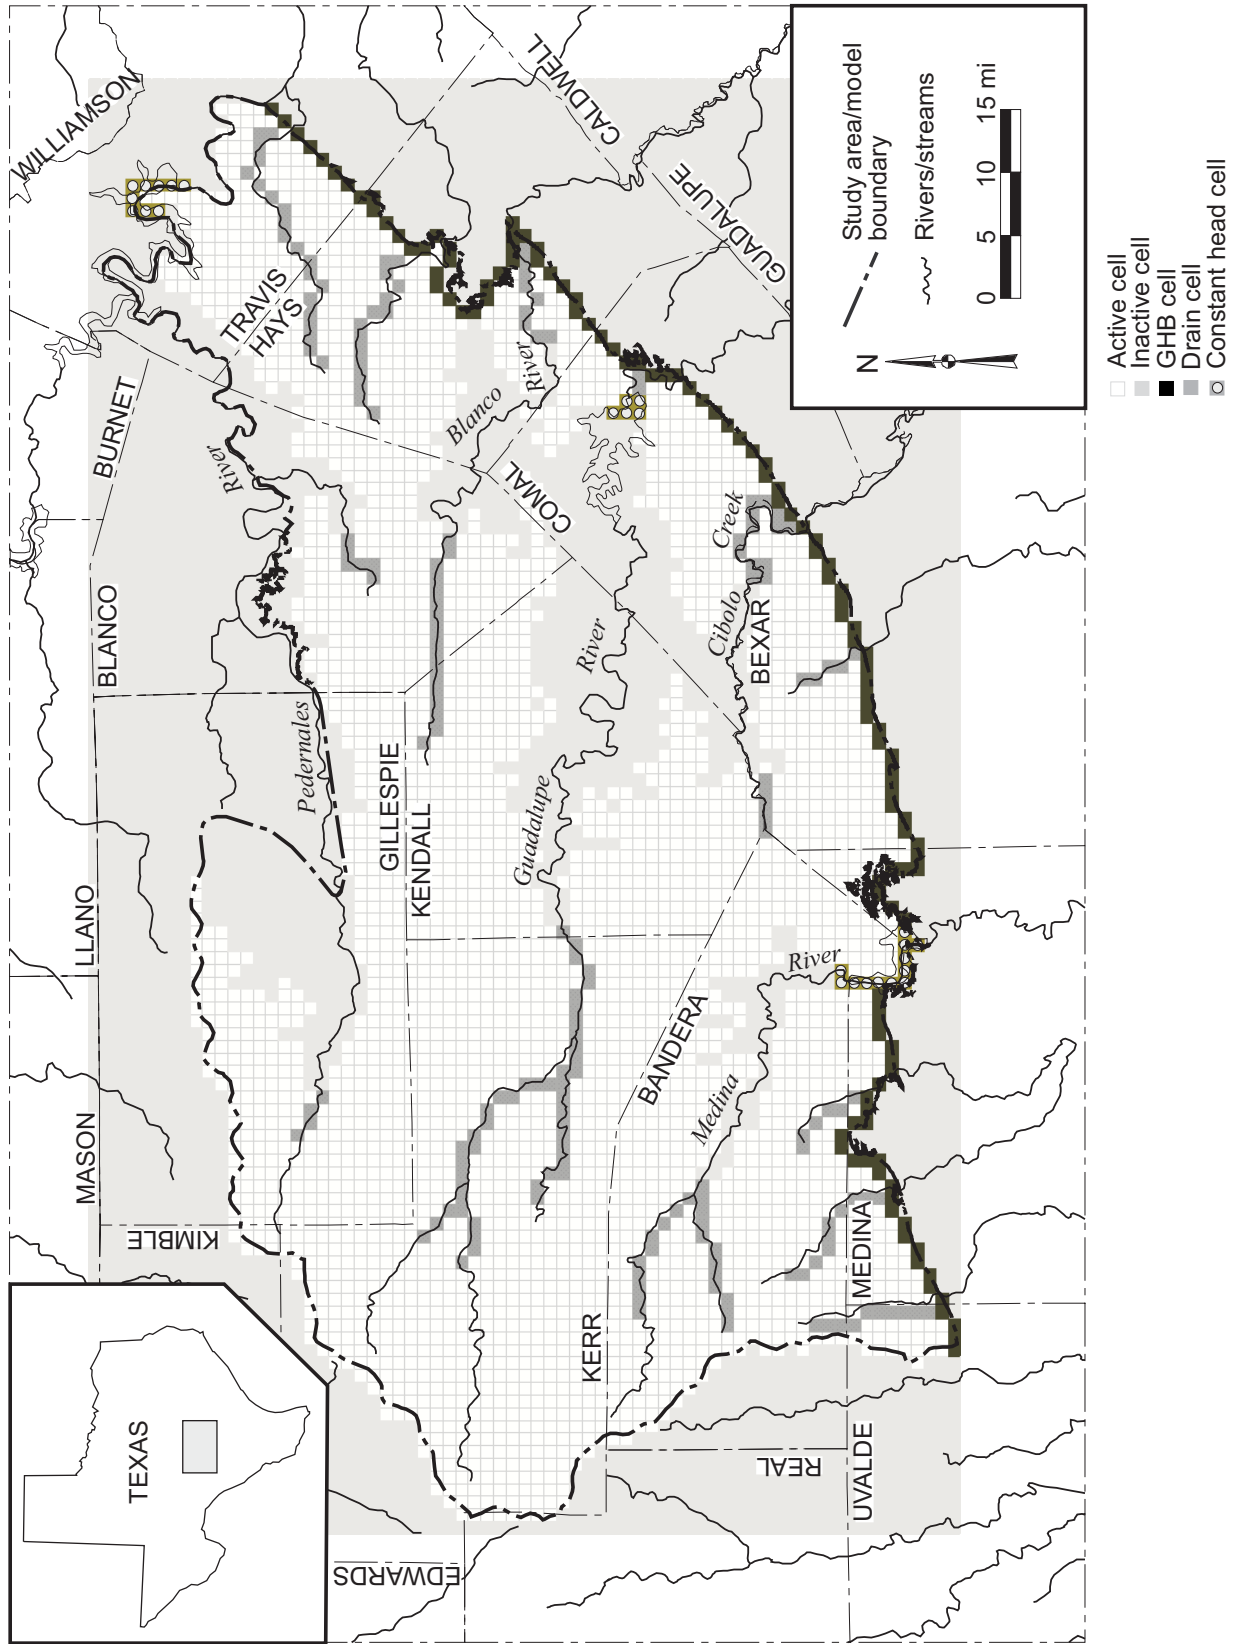 TEXAS
EDWARDS
KIMBLE
MASON
LLANO
BLANCO
BURNET
WILLIAMSON
River
Pedernales
TRAVIS
HAYS
GILLESPIE
KENDALL
Blanco
River
CALDWELL
COMAL
GUADALUPE
Guadalupe
River
KERR
BANDERA
Medina
River
Cibolo
Creek
BEXAR
REAL
UVALDE
MEDINA
N
Study area/model
boundary
Rivers/streams
0 5 10 15 mi
Active cell
Inactive cell
GHB cell
Drain cell
Constant head cell